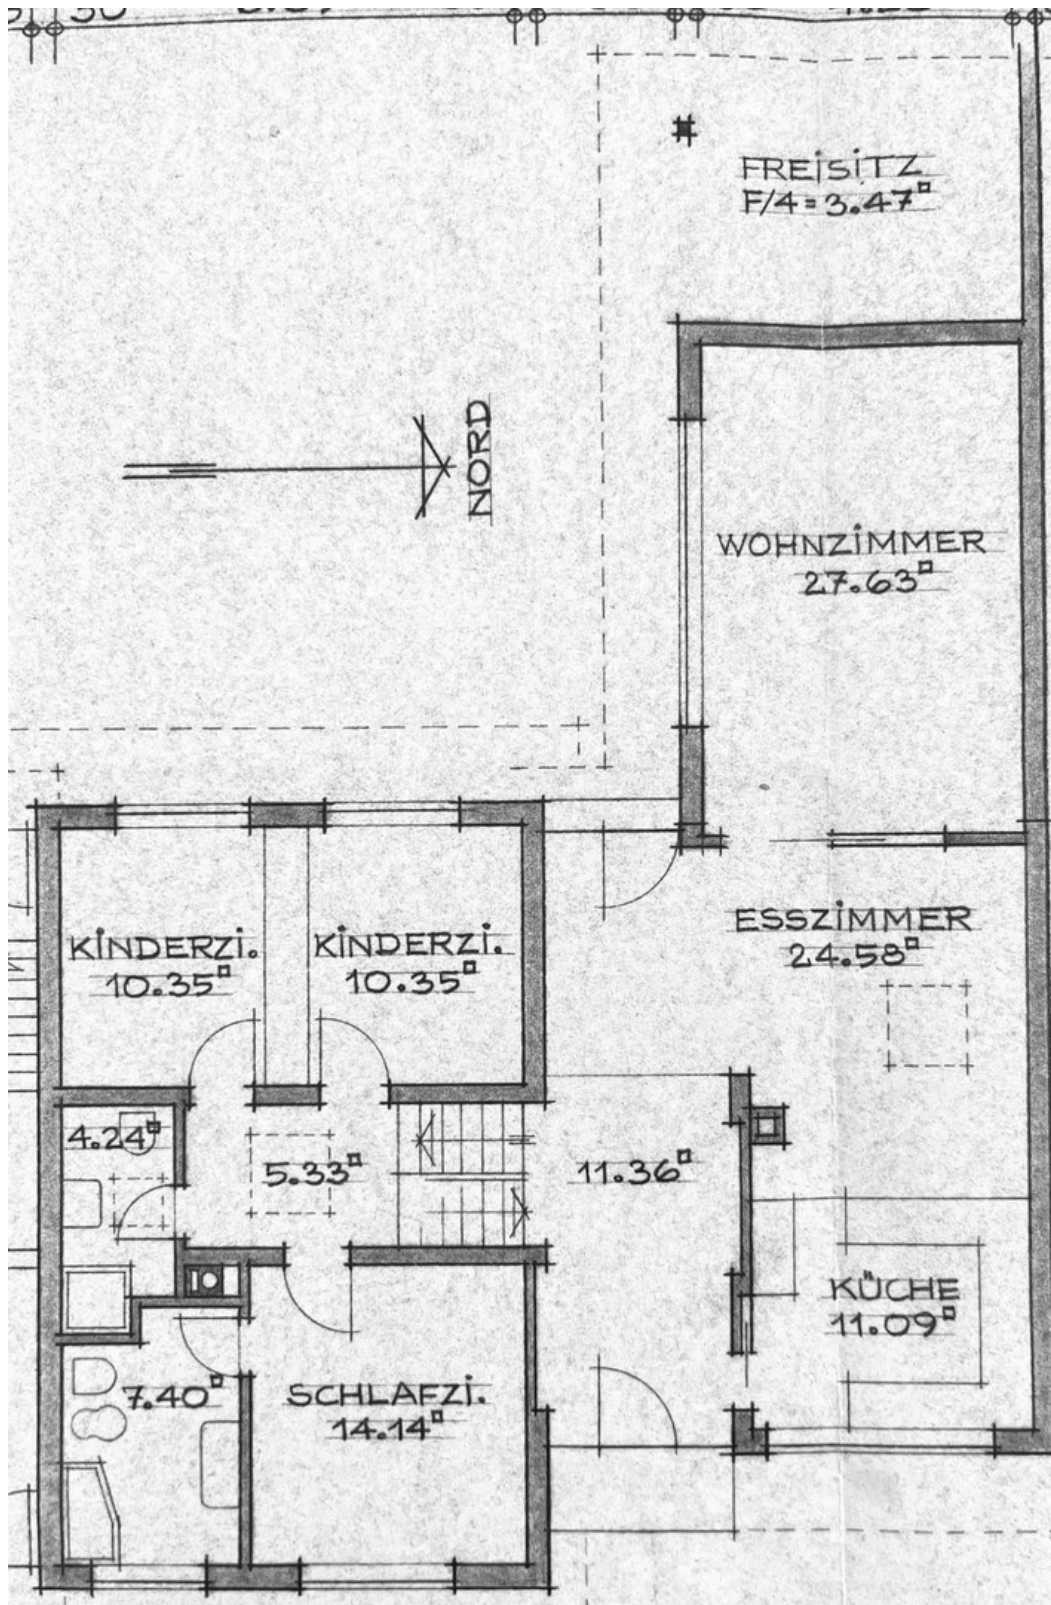 30
FREiSiTZ
F/4=3.47□
NORD
WOHNZiMMER
27.63□
ESSZiMMER
24.58□
KiNDERZi.
10.35□
KiNDERZi.
10.35□
4.24□
5.33□
11.36□
KÜCHE
11.09□
7.40□
SCHLAFZi.
14.14□